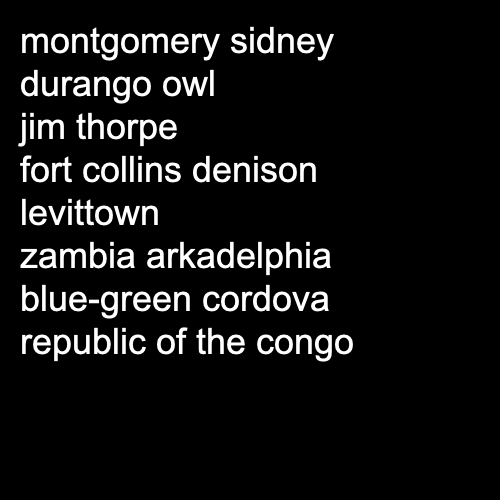 montgomery sidney
durango owl
jim thorpe
fort collins denison
levittown
zambia arkadelphia
blue-green cordova
republic of the congo